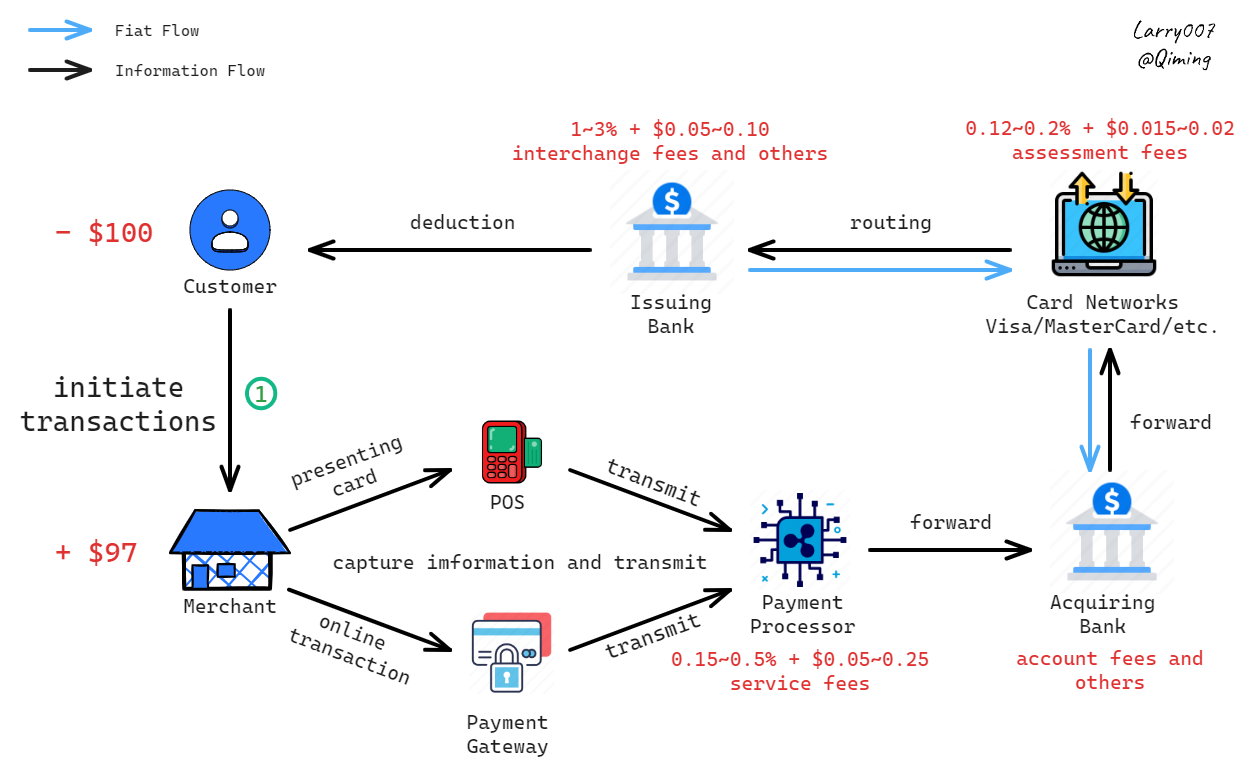 Fiat Flow
Information Flow
Larry007
@Qiming
1~3% + $0.05~0.10
interchange fees and others
0.12~0.2% + $0.015~0.02
assessment fees
- $100
deduction
routing
Customer
Issuing
Bank
Card Networks
Visa/MasterCard/etc.
initiate
transactions
1
forward
presenting
card
POS
transmit
forward
+ $97
capture imformation and transmit
Merchant
Payment
Processor
Acquiring
Bank
online
transaction
transmit
0.15~0.5% + $0.05~0.25
service fees
account fees and
others
Payment
Gateway